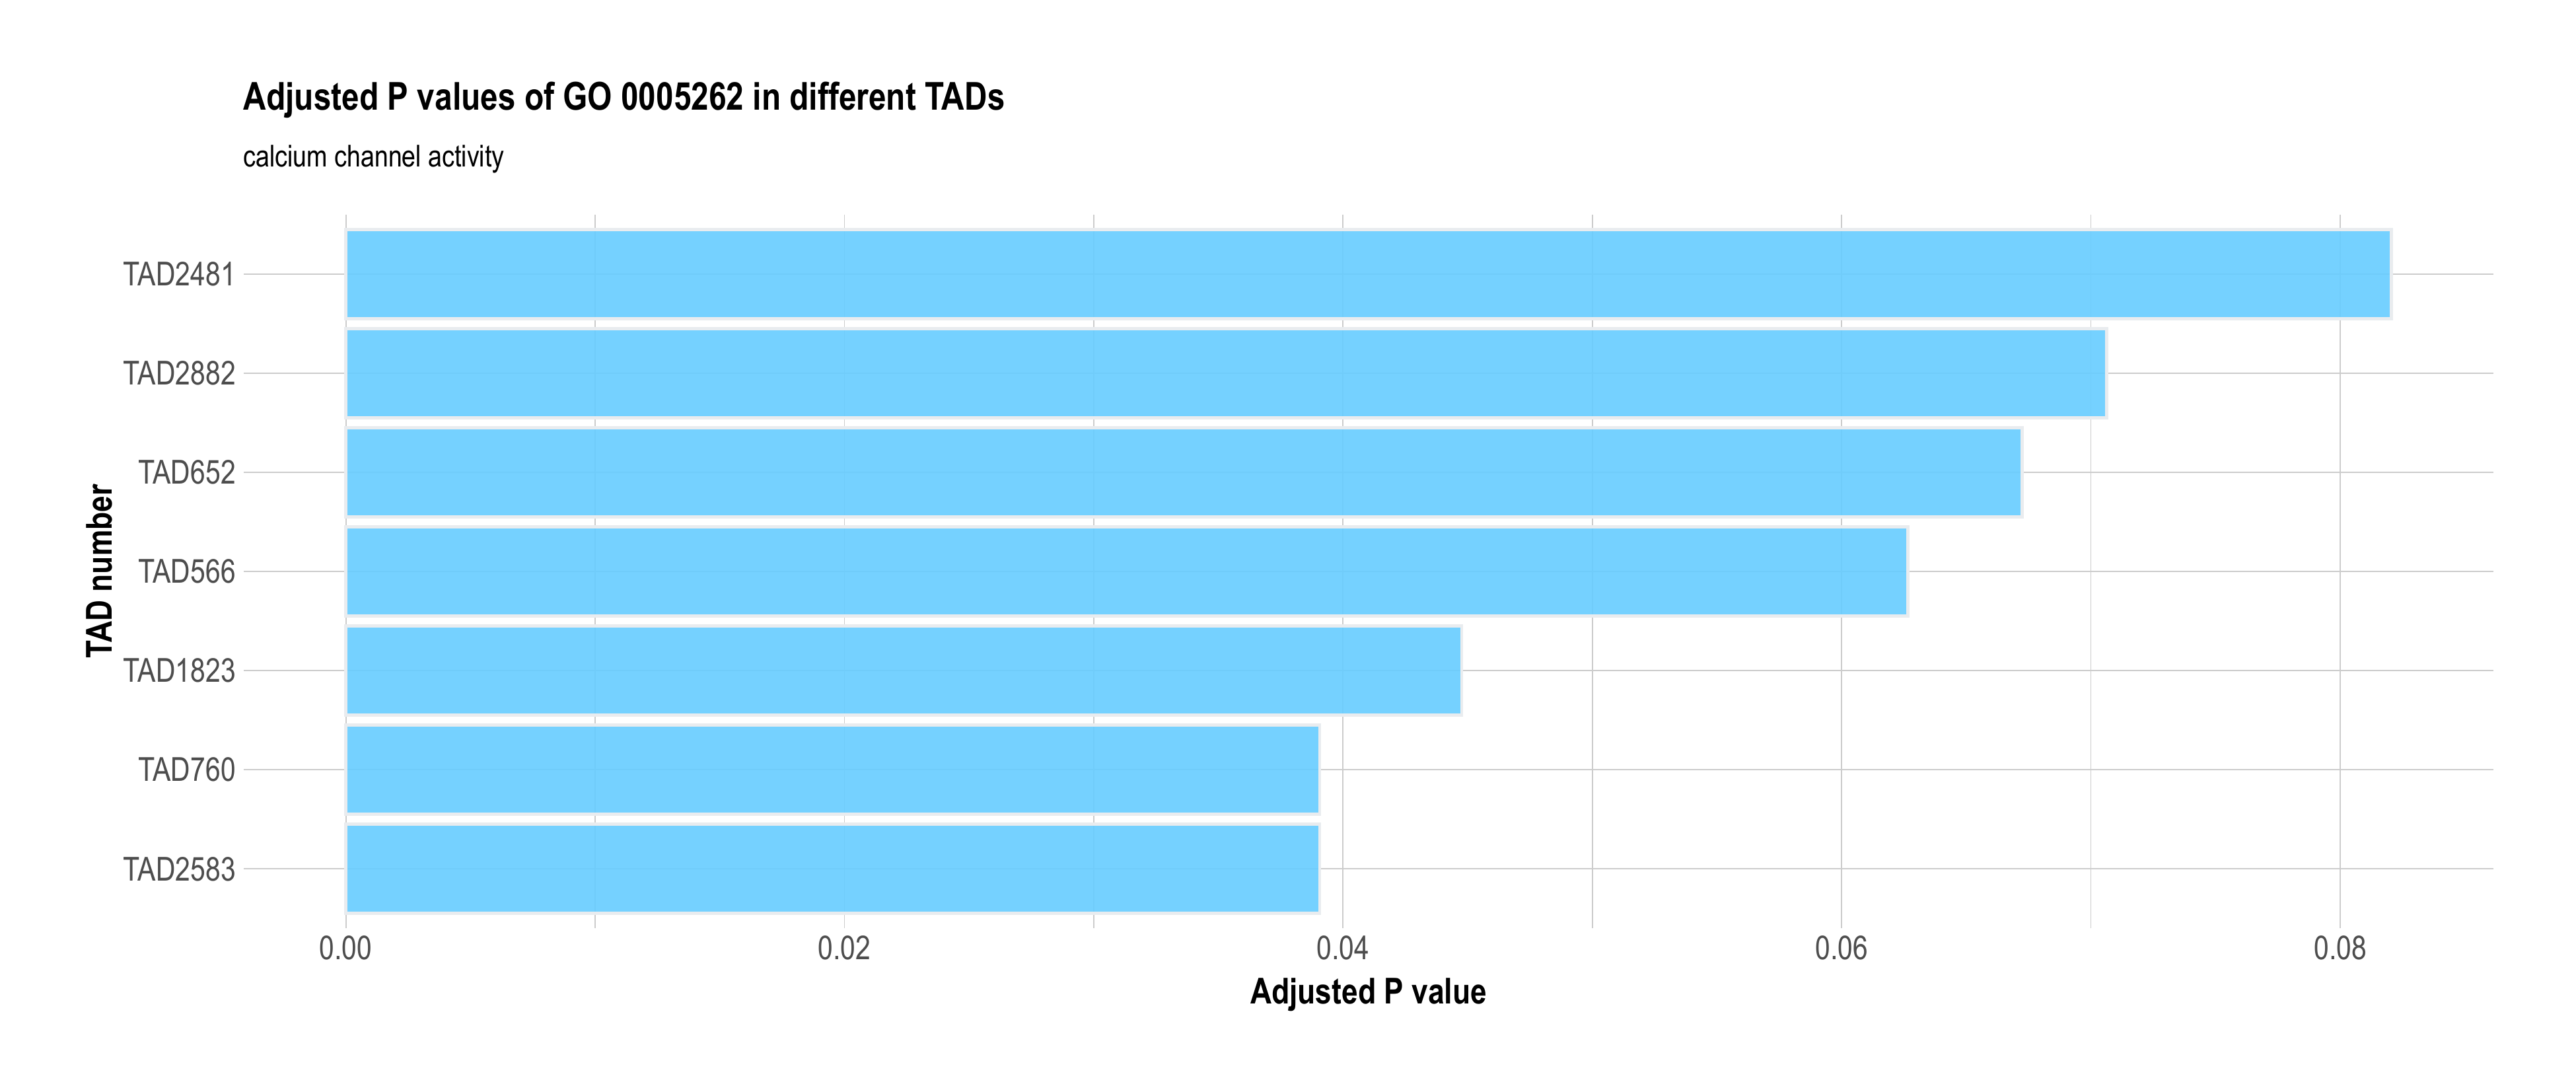 Adjusted P values of GO 0005262 in different TADs
calcium channel activity
TAD number
TAD2481
TAD2882
TAD652
TAD566
TAD1823
TAD760
TAD2583
0.00 0.02 0.04 0.06 0.08
Adjusted P value